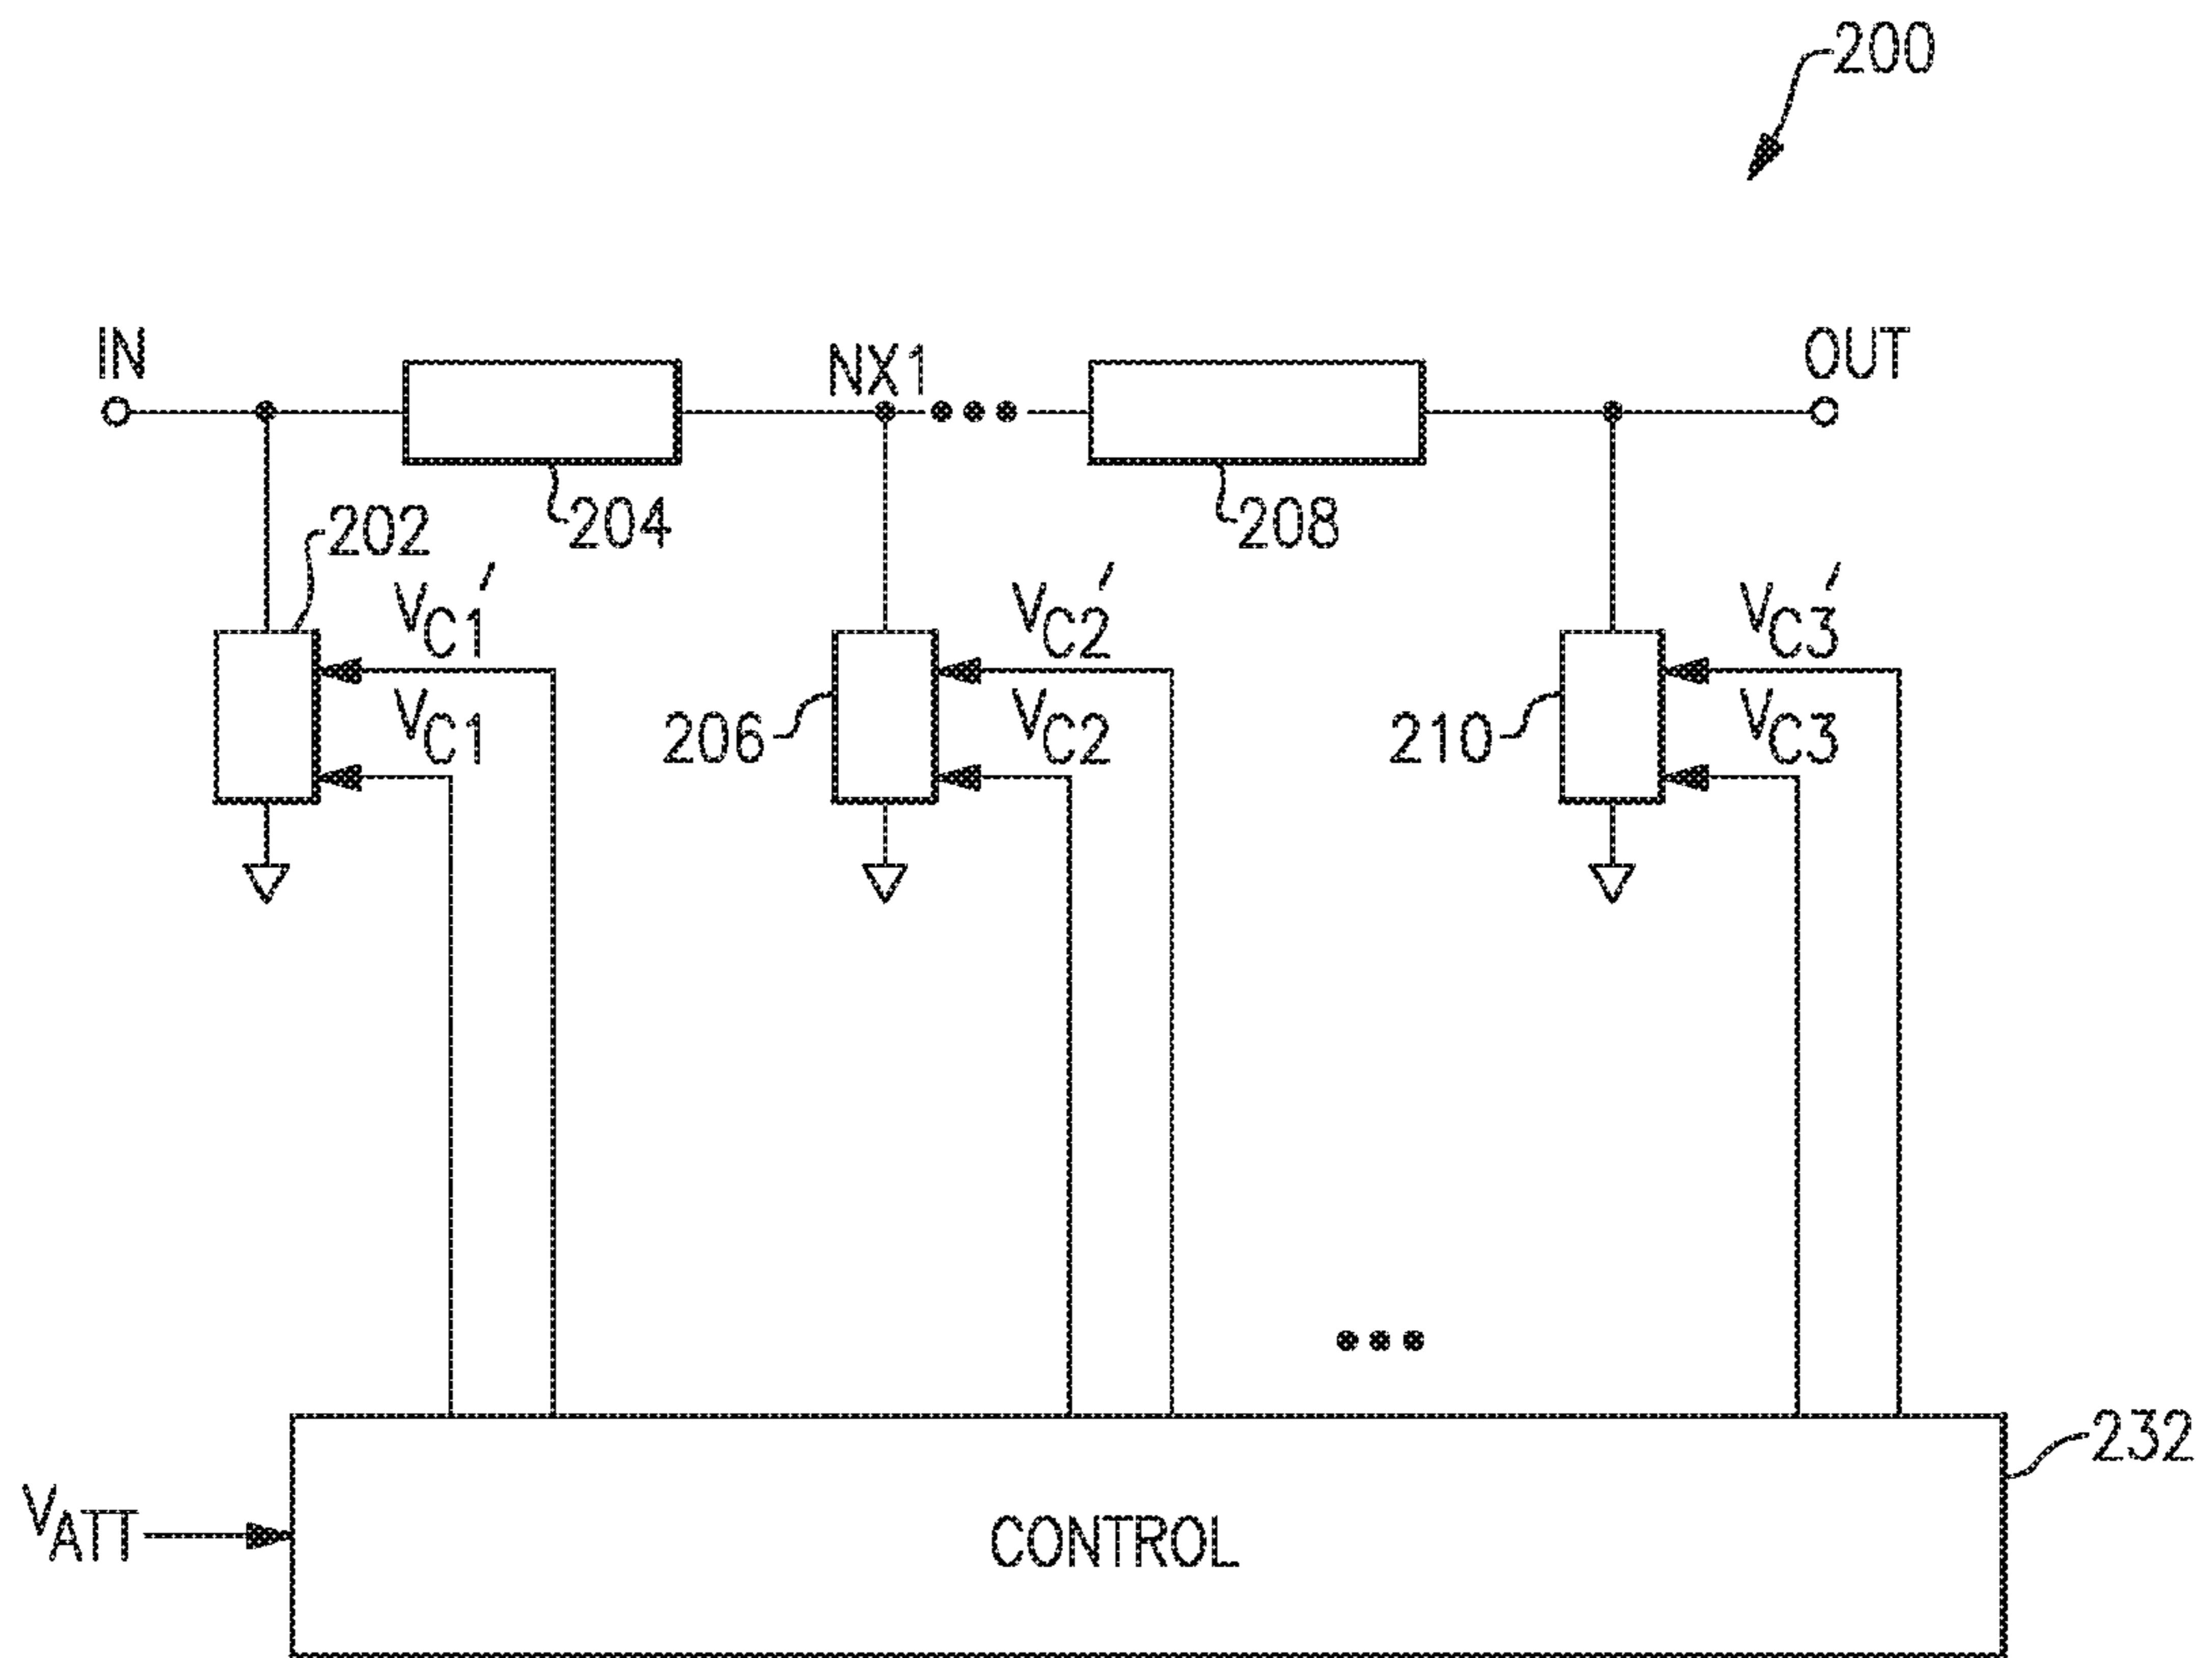 200
IN
NX1
OUT
204
208
202
VC1'
VC2'
VC3'
VC1
206
VC2
210
VC3
232
VATT
CONTROL